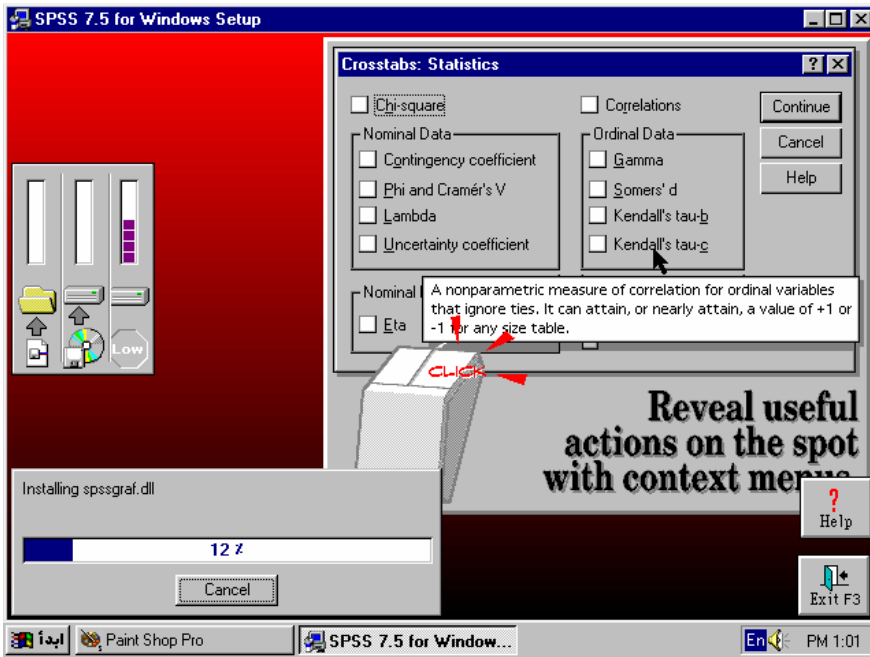 SPSS 7.5 for Windows Setup
Crosstabs: Statistics
Chi-square
Correlations
Continue
Cancel
Help
Nominal Data
Contingency coefficient
Phi and Cramér's V
Lambda
Uncertainty coefficient
Ordinal Data
Gamma
Somers' d
Kendall's tau-b
Kendall's tau-c
Nominal
Eta
A nonparametric measure of correlation for ordinal variables
that ignore ties. It can attain, or nearly attain, a value of +1 or
-1 for any size table.
CLICK
Low
Reveal useful
actions on the spot
with context menus.
Installing spssgraf.dll
12 %
Cancel
Help
Exit F3
ابدأ
Paint Shop Pro
SPSS 7.5 for Window...
En
PM 1:01